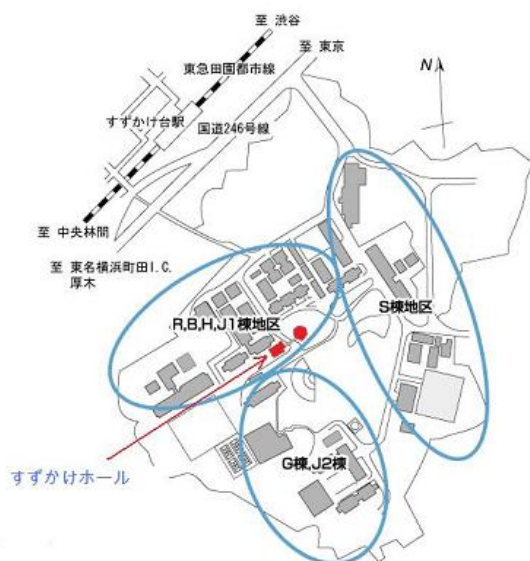 至 渋谷
至 東京
東急田園都市線
N
すずかけ台駅
国道246号線
至 中央林間
至 東名横浜町田I.C.
厚木
R,B,H,J1棟地区
S棟地区
すずかけホール
G棟,J2棟